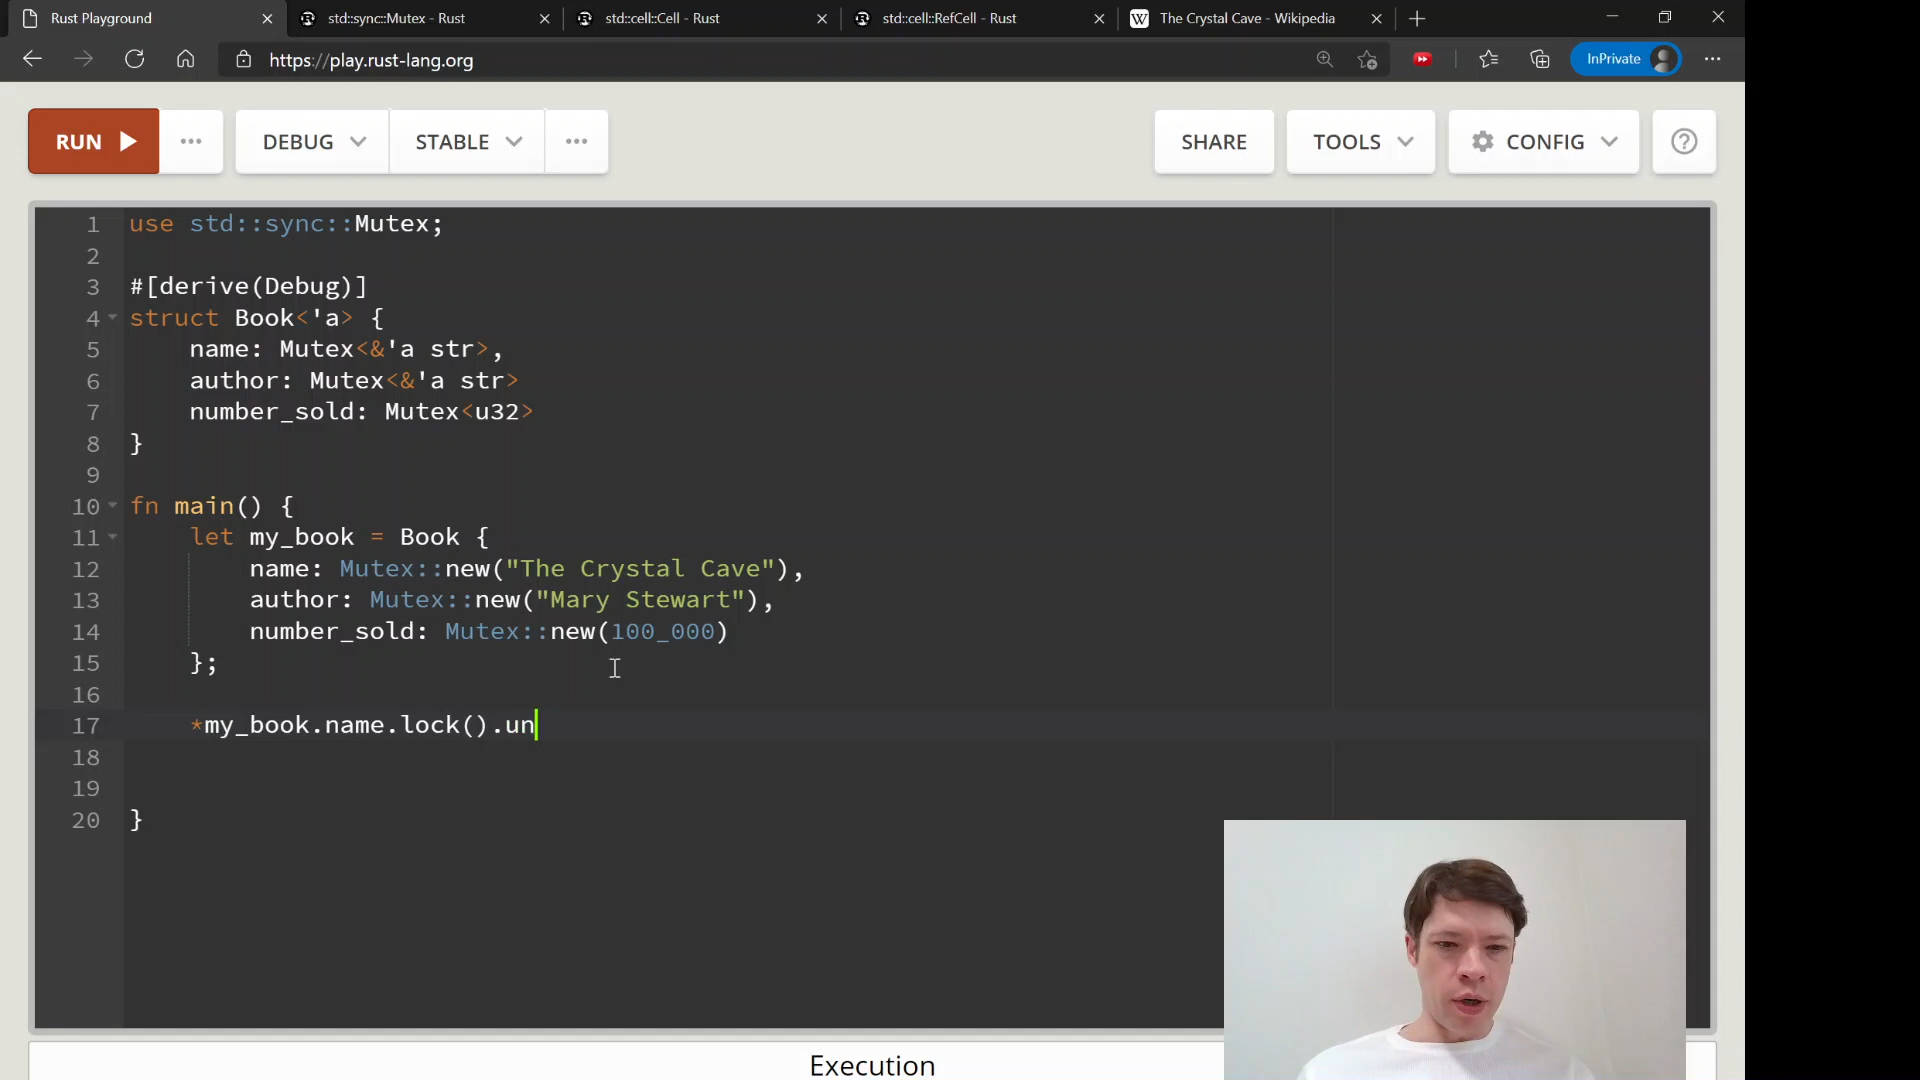 Rust Playground
std::sync::Mutex - Rust
std::cell::Cell - Rust
std::cell::RefCell - Rust
W The Crystal Cave - Wikipedia
https://play.rust-lang.org
InPrivate
RUN
DEBUG
STABLE
SHARE
TOOLS
CONFIG
1 use std::sync::Mutex;
2
3 #[derive(Debug)]
4 struct Book<'a> {
5 name: Mutex<&'a str>,
6 author: Mutex<&'a str>
7 number_sold: Mutex<u32>
8 }
9
10 fn main() {
11 let my_book = Book {
12 name: Mutex::new("The Crystal Cave"),
13 author: Mutex::new("Mary Stewart"),
14 number_sold: Mutex::new(100_000)
15 };
16
17 *my_book.name.lock().un
18
19
20 }
Execution